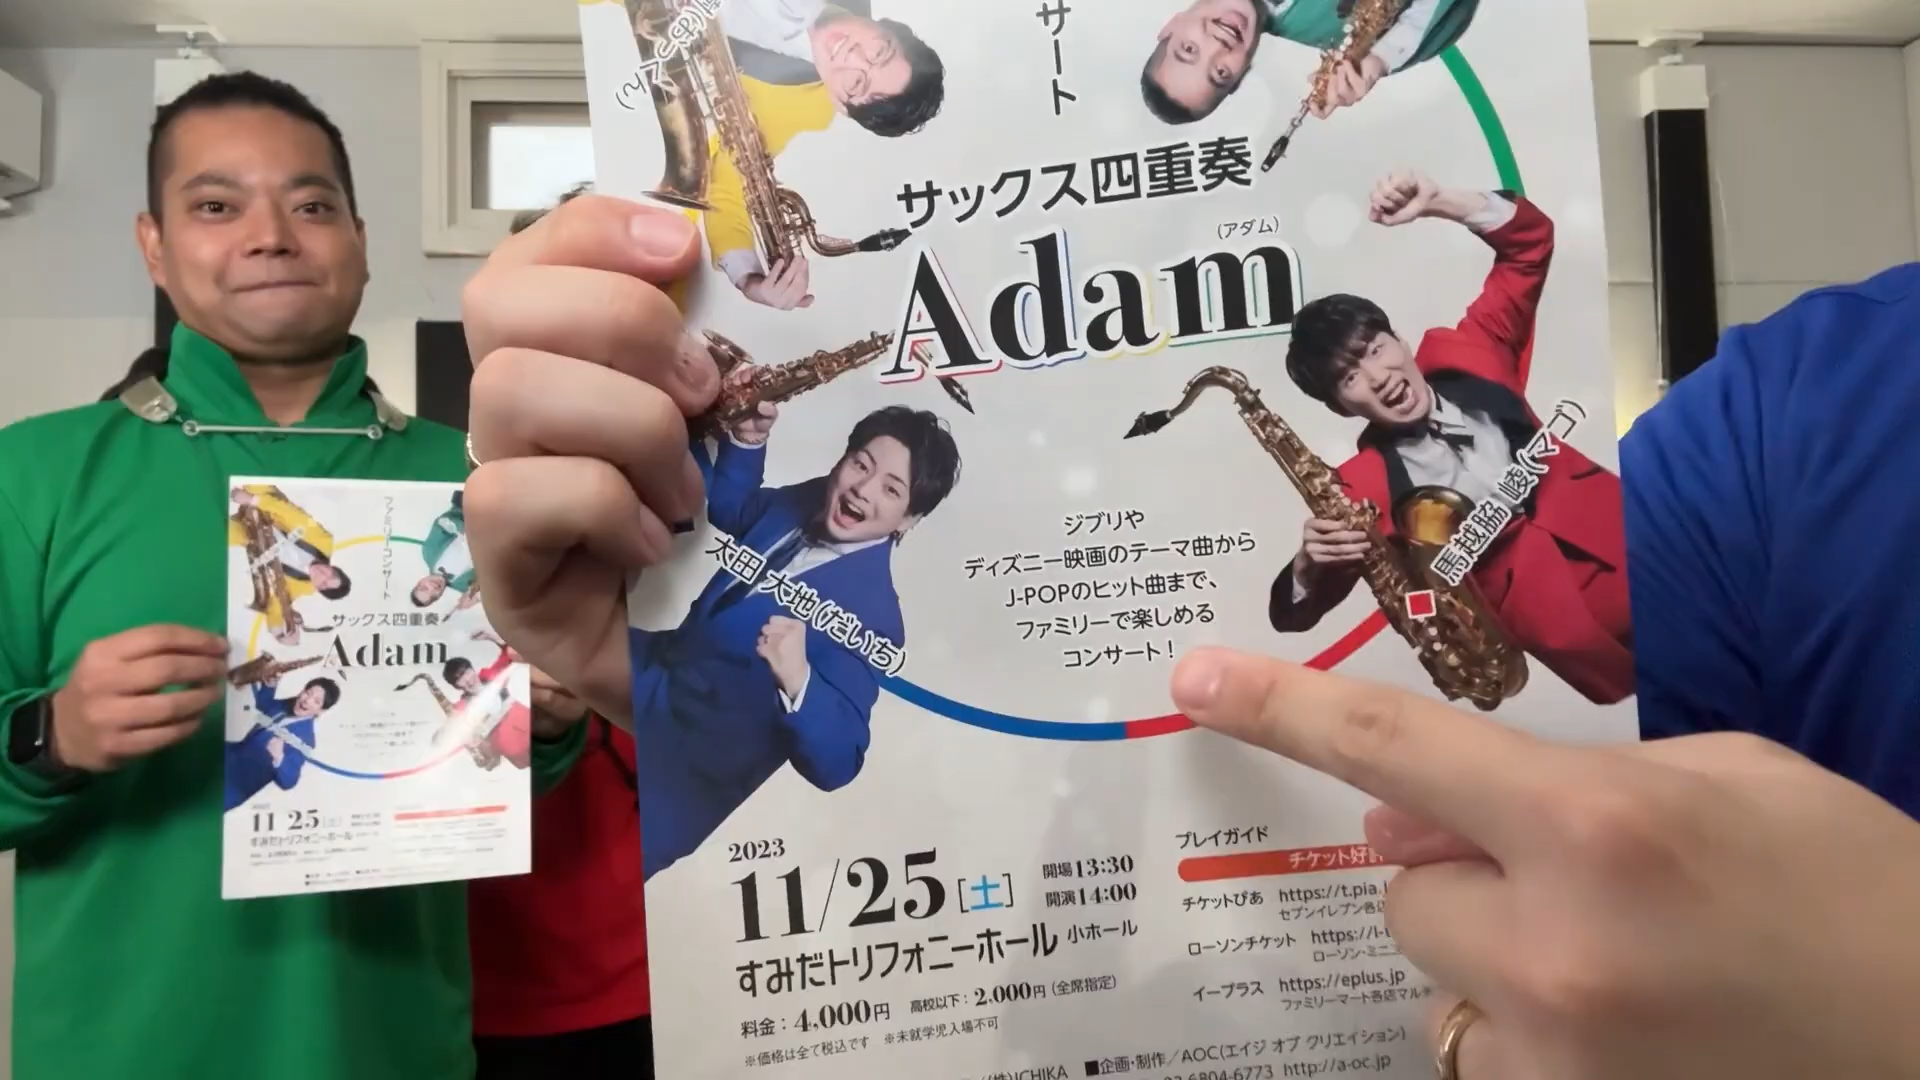 サート
サックス四重奏
(アダム)
Adam
太田 大地(だいち)
馬越脇 崚(マゴ)
ジブリや
ディズニー映画のテーマ曲から
J-POPのヒット曲まで、
ファミリーで楽しめる
コンサート!
2023
11/25[土]
開場13:30
開演14:00
すみだトリフォニーホール 小ホール
料金:4,000円 高校以下:2,000円(全席指定)
※価格は全て税込です ※未就学児入場不可
プレイガイド
チケット好評
チケットぴあ https://t.pia.
セブンイレブン各店
ローソンチケット https://l-t
ローソン・ミニ
イープラス https://eplus.jp
ファミリーマート各店マル
(株)ICHIKA ■企画・制作/AOC(エイジ オブ クリエイション)
03-6804-6773 http://a-oc.jp
ファミリーコンサート
サックス四重奏
Adam
11 25[土]
すみだトリフォニーホール